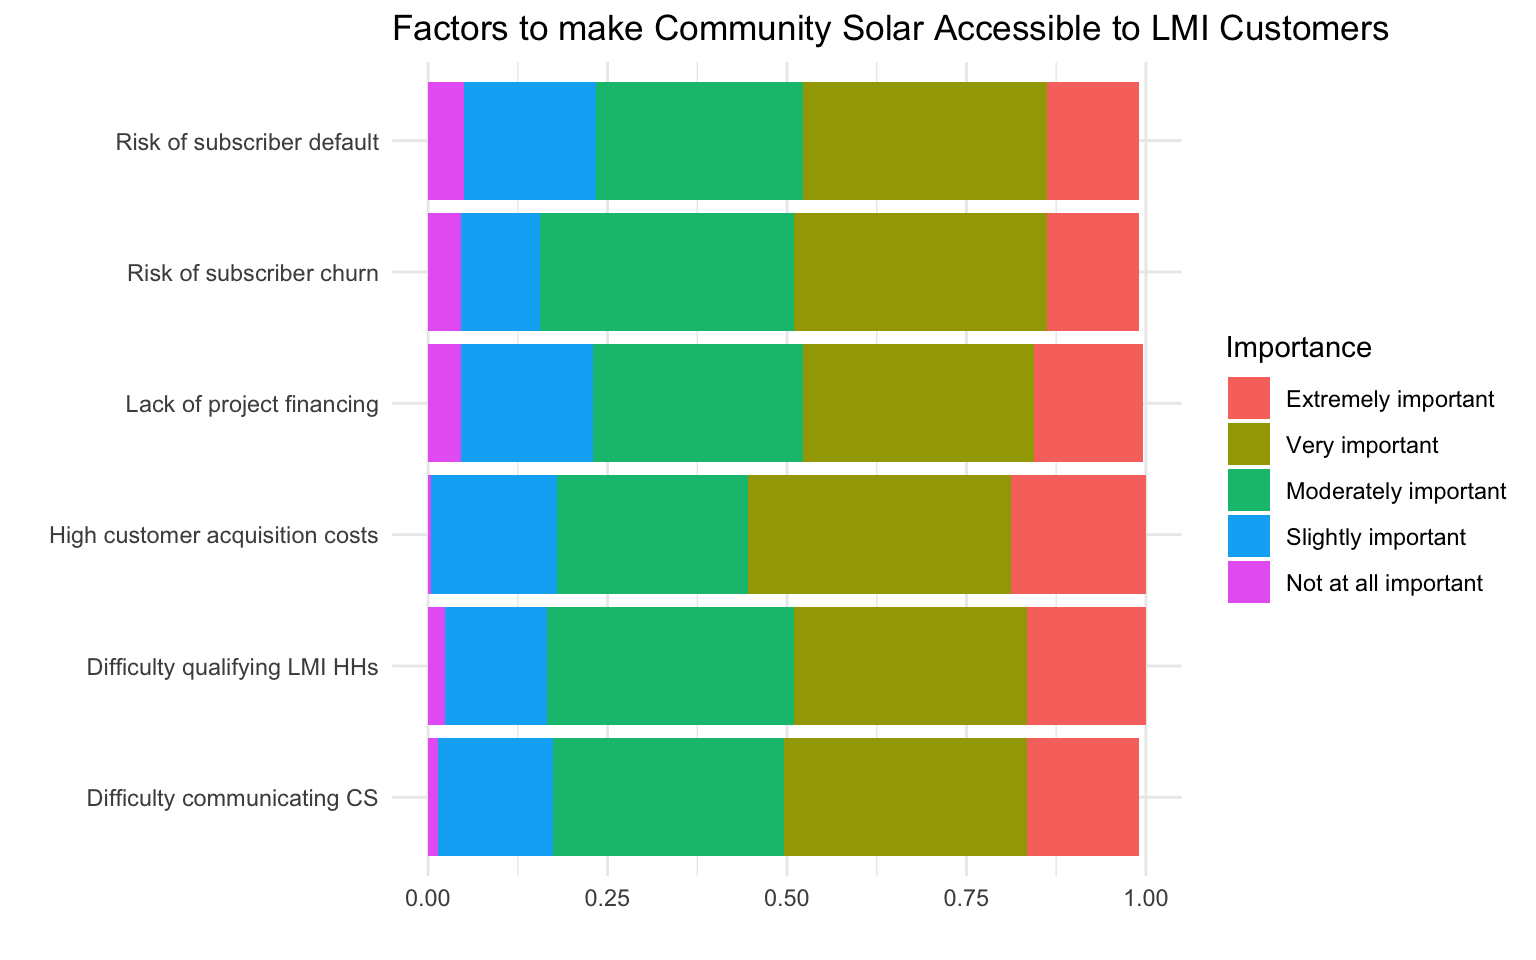 Factors to make Community Solar Accessible to LMI Customers
Risk of subscriber default
Risk of subscriber churn
Lack of project financing
High customer acquisition costs
Difficulty qualifying LMI HHs
Difficulty communicating CS
0.00 0.25 0.50 0.75 1.00
Importance
Extremely important
Very important
Moderately important
Slightly important
Not at all important